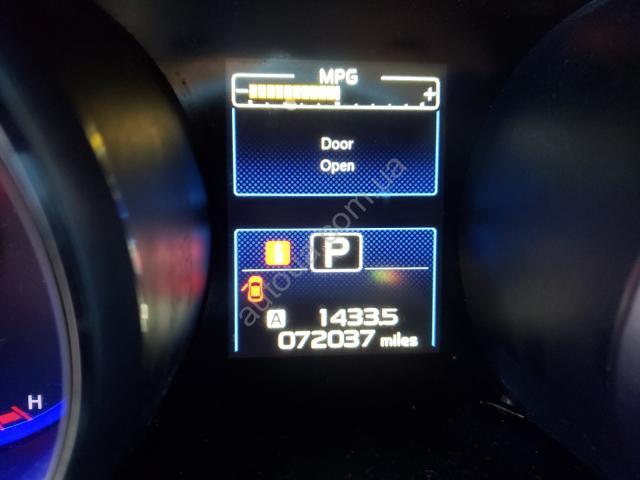 MPG
- +
Door
Open
P
A 1433.5
072037 miles
H